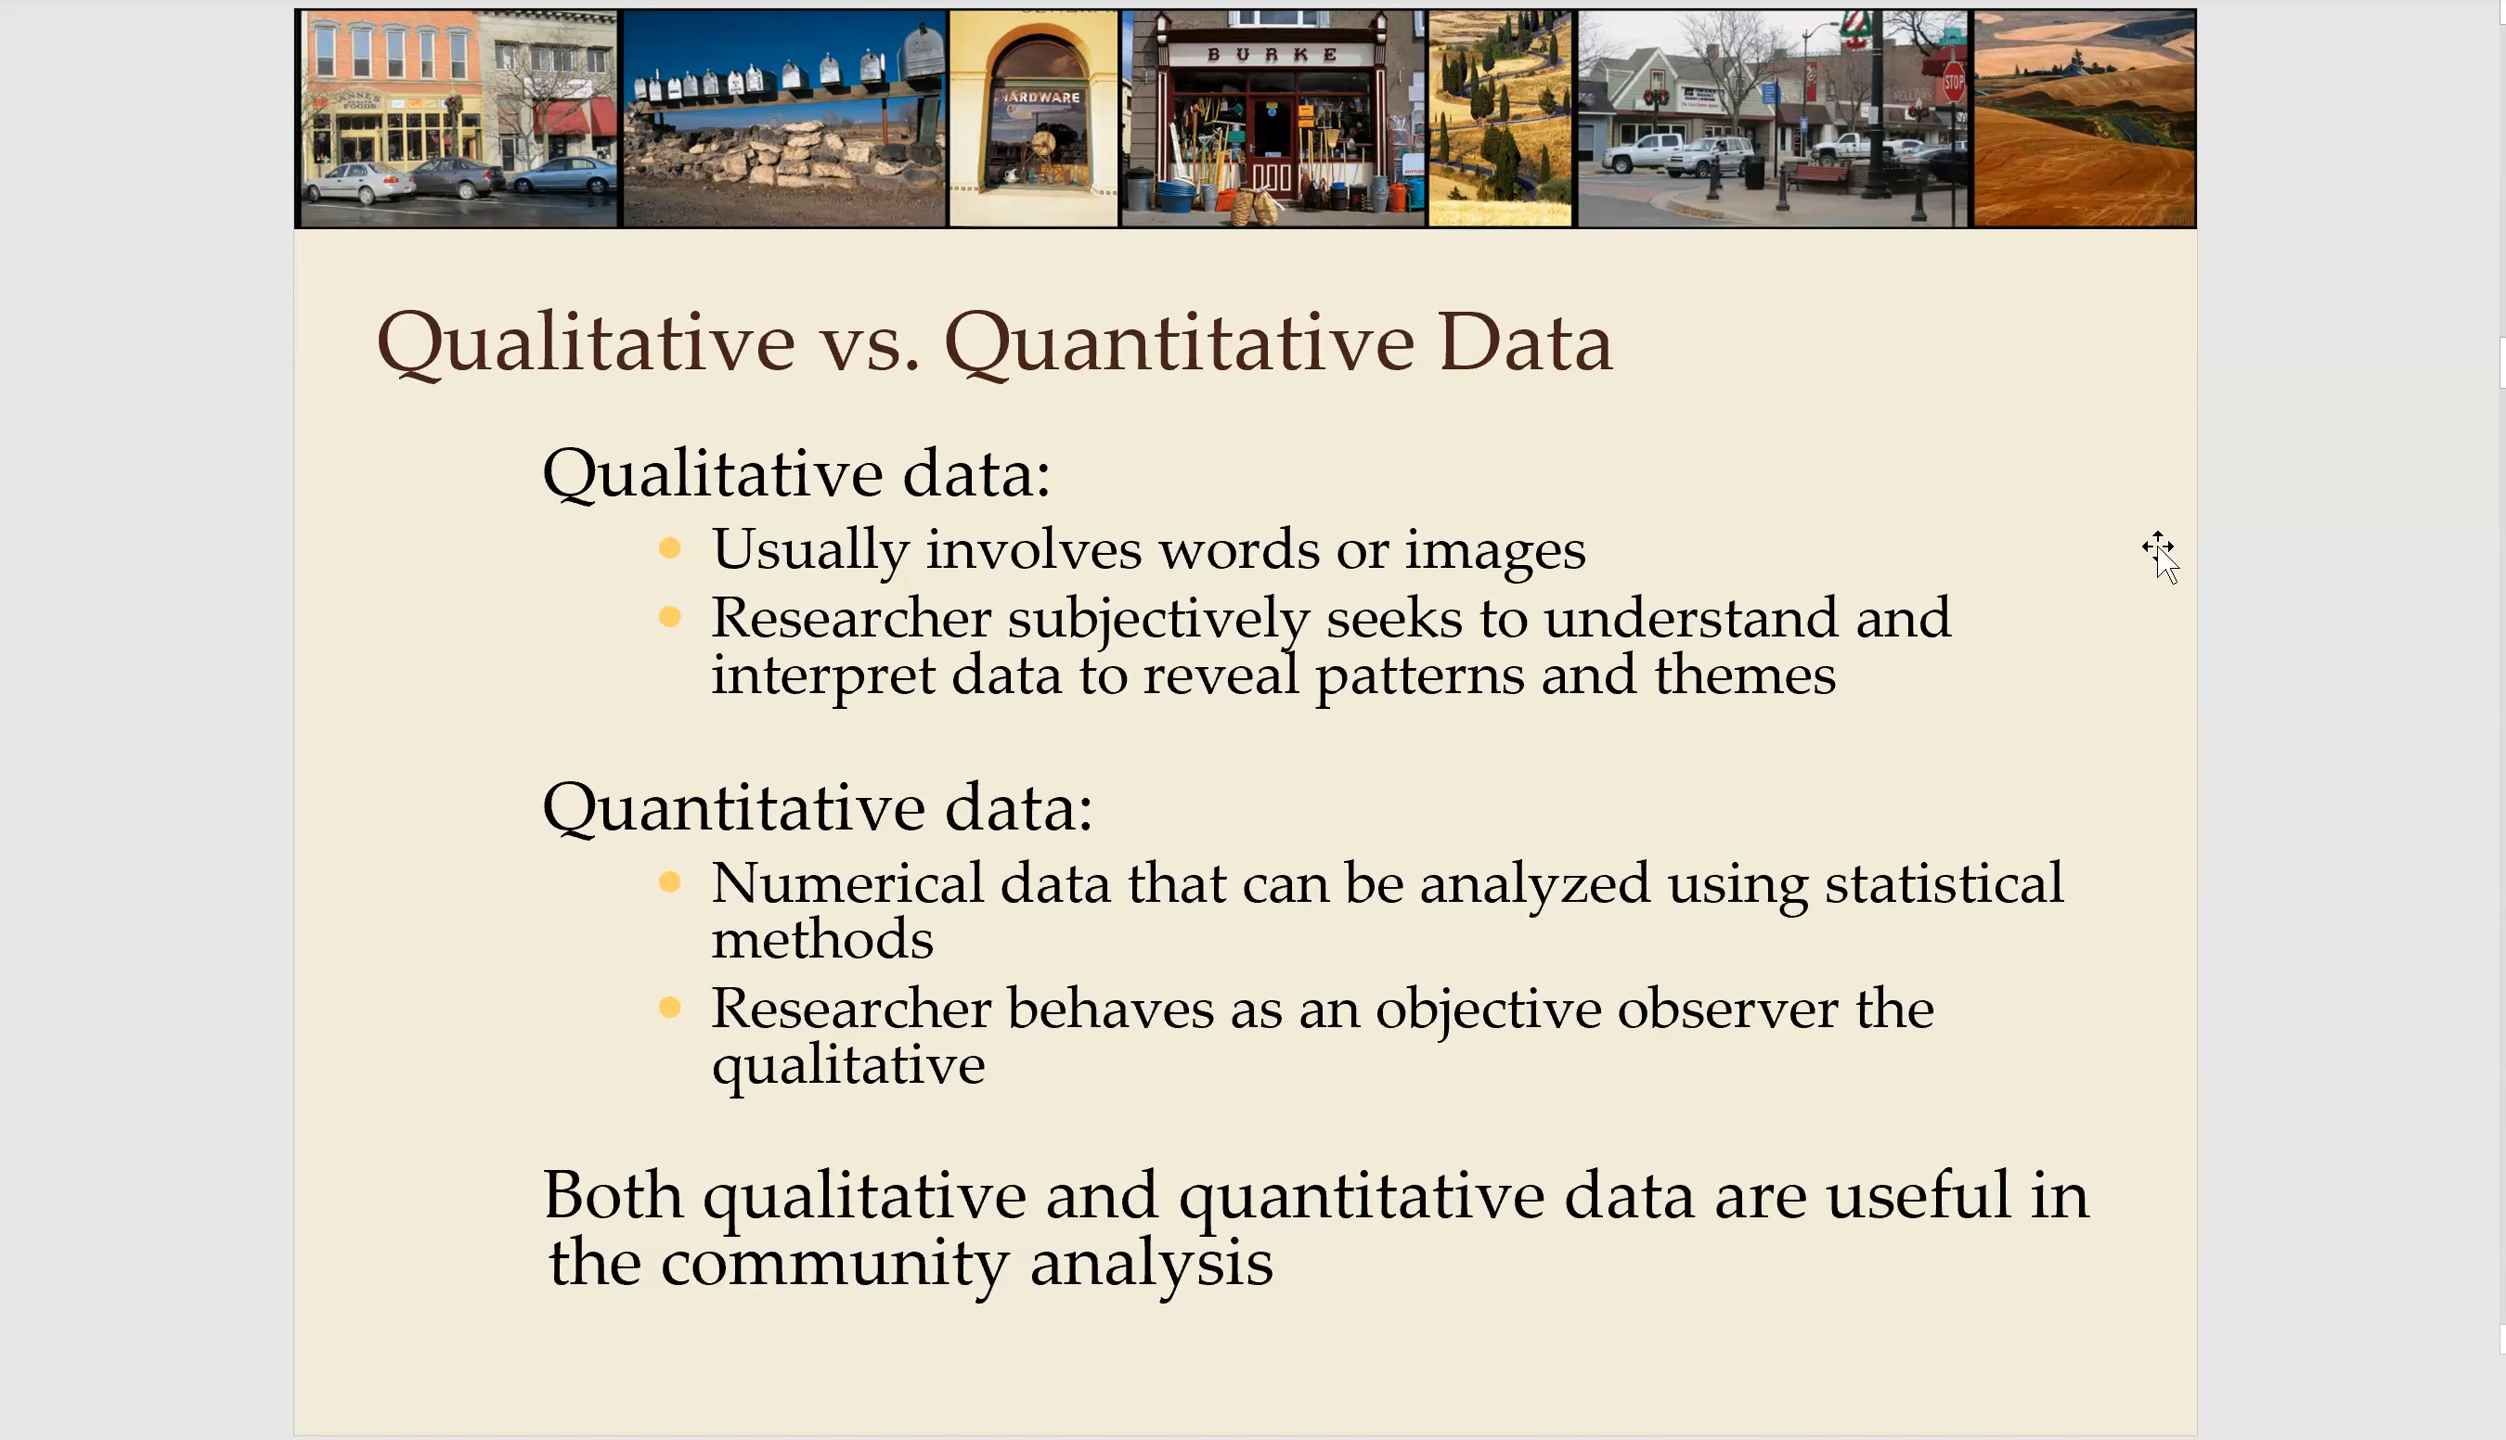 ANNE'S
HEALTH
FOODS
HARDWARE
BURKE
STOP
Qualitative vs. Quantitative Data
Qualitative data:
Usually involves words or images
Researcher subjectively seeks to understand and
interpret data to reveal patterns and themes
Quantitative data:
Numerical data that can be analyzed using statistical
methods
Researcher behaves as an objective observer the
qualitative
Both qualitative and quantitative data are useful in
the community analysis